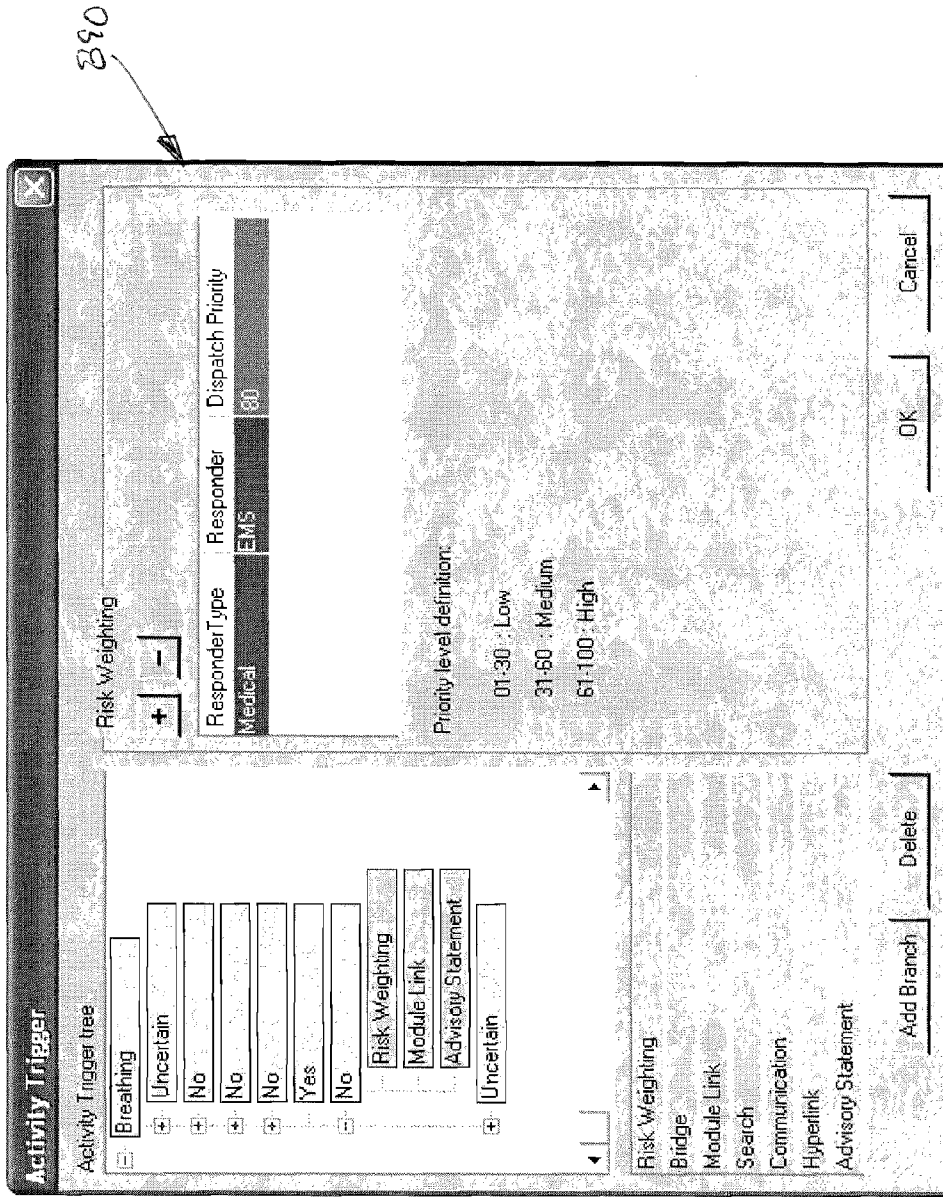 Activity Trigger
Activity Trigger tree
Breathing
Uncertain
No
No
No
Yes
No
Risk Weighting
Module Link
Advisory Statement
Uncertain
Risk Weighting
Bridge
Module Link
Search
Communication
Hyperlink
Advisory Statement
Add Branch
Delete
Risk Weighting
+ -
ResponderType Responder Dispatch Priority
Medical EMS 80
Priority level definition:
01-30 : Low
31-60 : Medium
61-100 : High
OK
Cancel
890